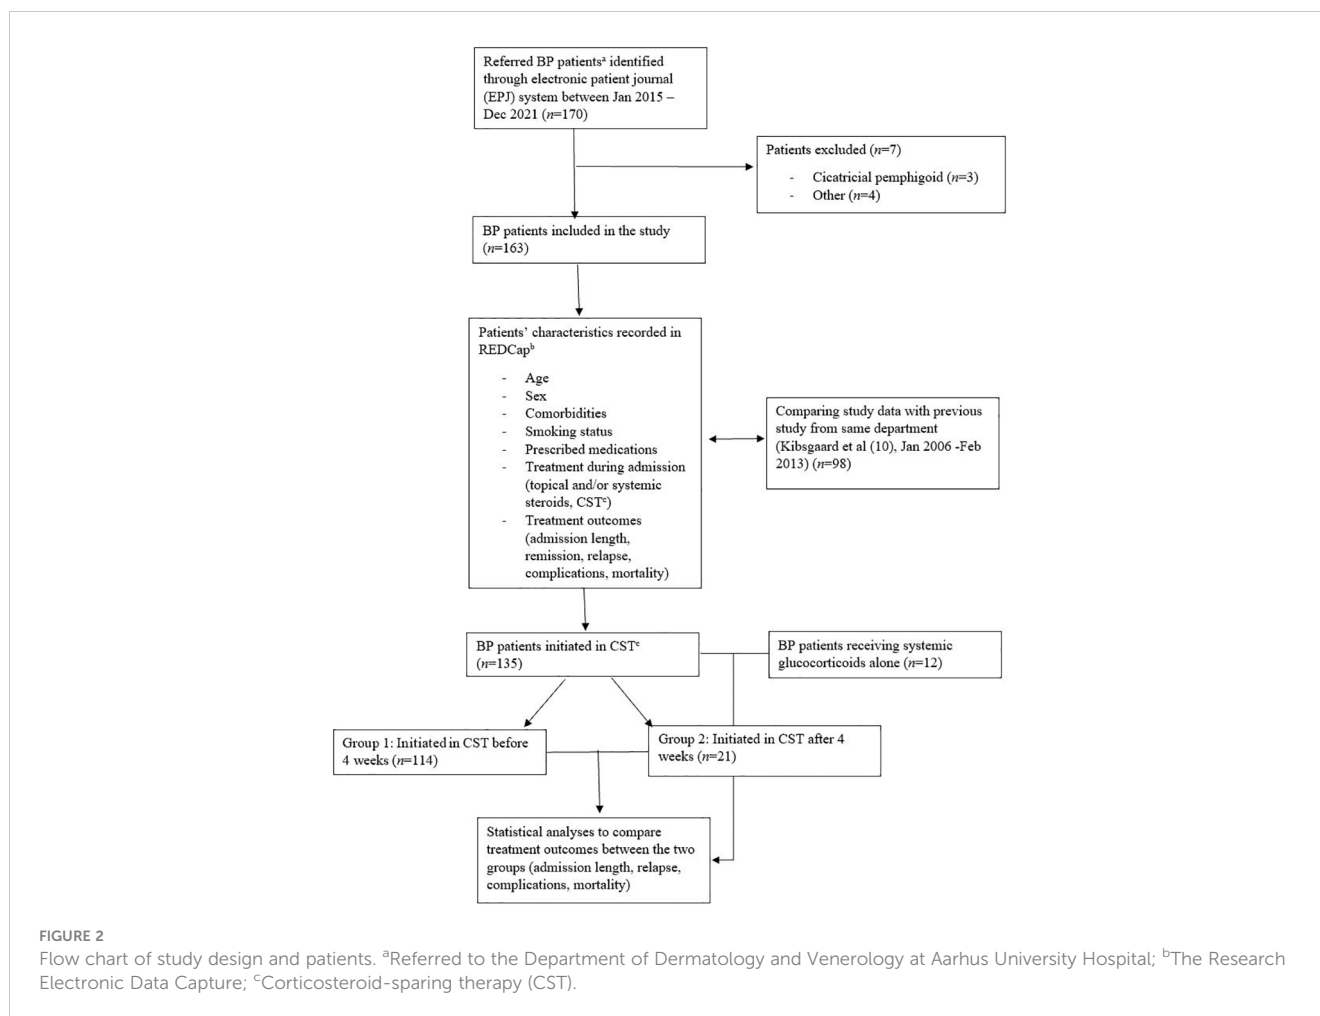 Referred BP patientsᵃ identified
through electronic patient journal
(EPJ) system between Jan 2015 –
Dec 2021 (n=170)
Patients excluded (n=7)
- Cicatricial pemphigoid (n=3)
- Other (n=4)
BP patients included in the study
(n=163)
Patients’ characteristics recorded in
REDCapᵇ
- Age
- Sex
- Comorbidities
- Smoking status
- Prescribed medications
- Treatment during admission
(topical and/or systemic
steroids, CSTᶜ)
- Treatment outcomes
(admission length,
remission, relapse,
complications, mortality)
Comparing study data with previous
study from same department
(Kibsgaard et al (10), Jan 2006 -Feb
2013) (n=98)
BP patients initiated in CSTᶜ
(n=135)
BP patients receiving systemic
glucocorticoids alone (n=12)
Group 1: Initiated in CST before
4 weeks (n=114)
Group 2: Initiated in CST after 4
weeks (n=21)
Statistical analyses to compare
treatment outcomes between the two
groups (admission length, relapse,
complications, mortality)
FIGURE 2
Flow chart of study design and patients. ᵃReferred to the Department of Dermatology and Venerology at Aarhus University Hospital; ᵇThe Research
Electronic Data Capture; ᶜCorticosteroid-sparing therapy (CST).